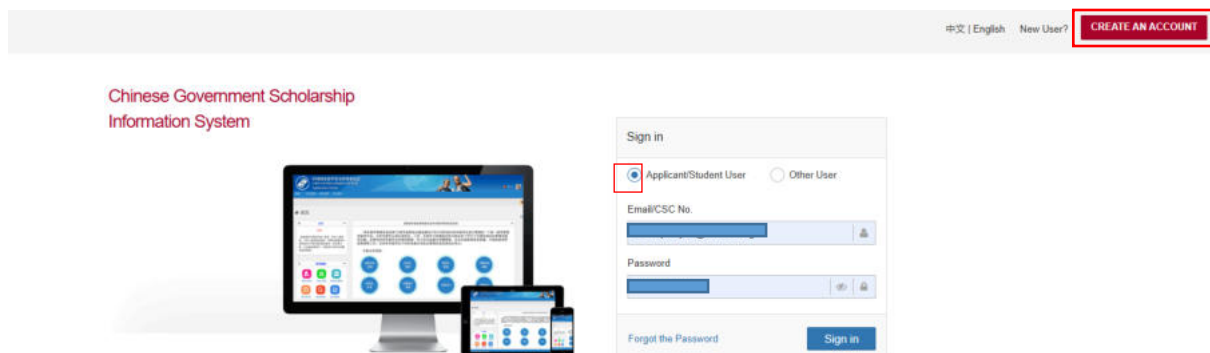 中文 | English New User? CREATE AN ACCOUNT
Chinese Government Scholarship
Information System
Sign in
Applicant/Student User Other User
Email/CSC No.
Password
Forgot the Password Sign in